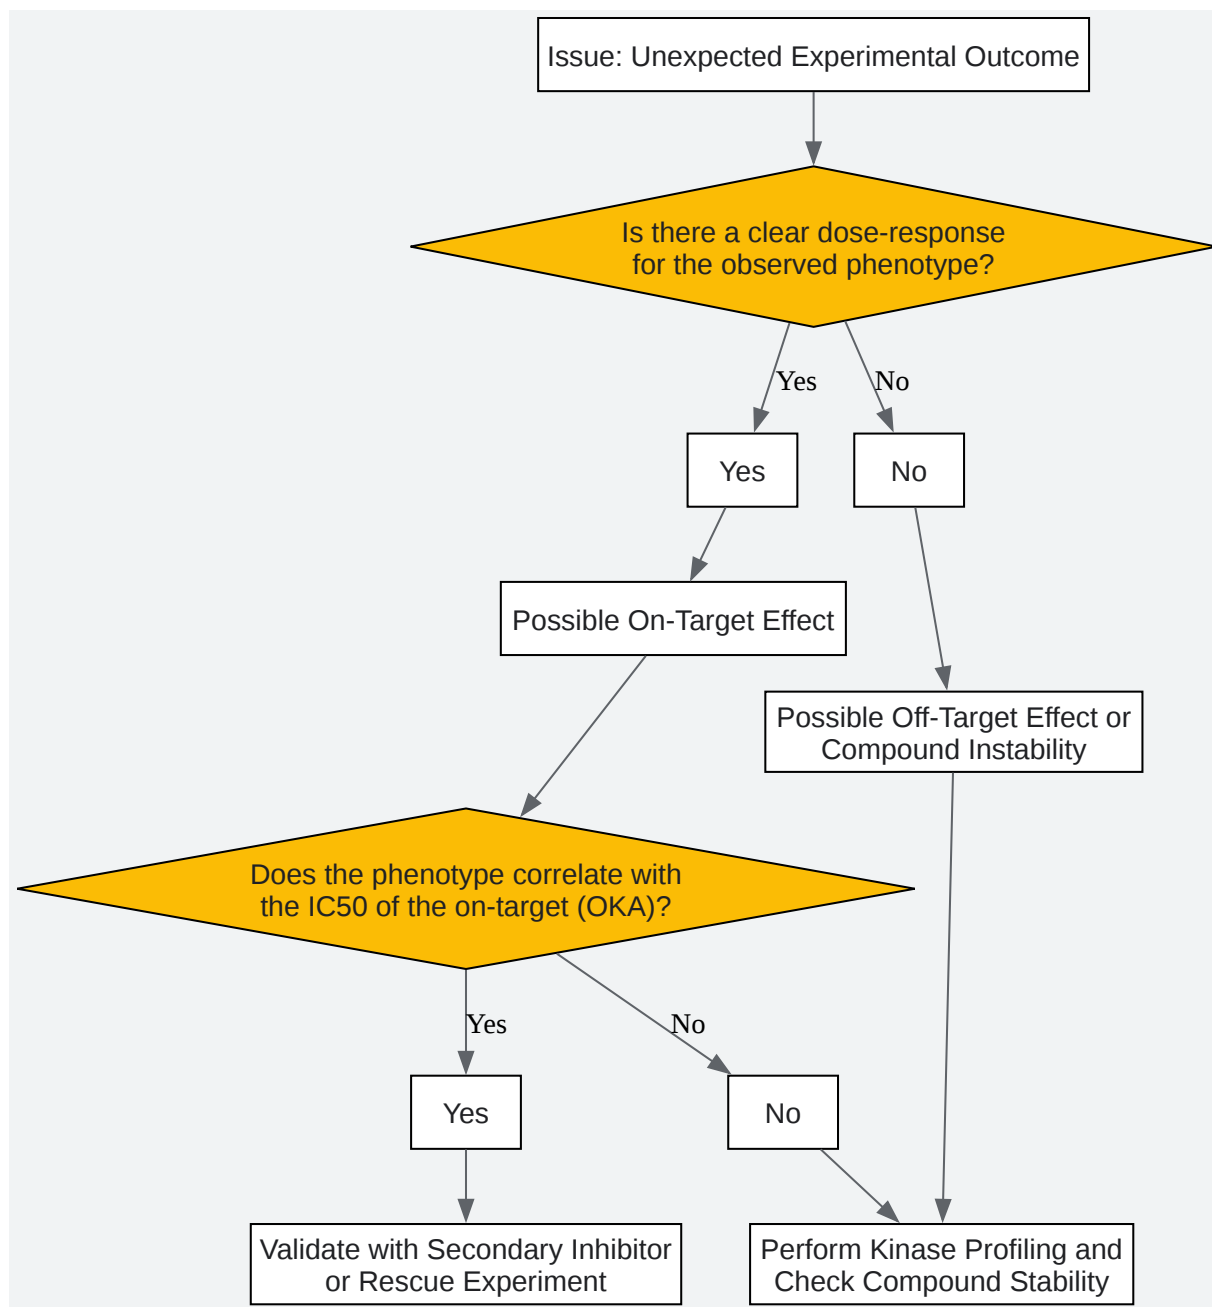 Issue: Unexpected Experimental Outcome
Is there a clear dose-response
for the observed phenotype?
Yes
No
Yes
No
Possible On-Target Effect
Possible Off-Target Effect or
Compound Instability
Does the phenotype correlate with
the IC50 of the on-target (OKA)?
Yes
No
Yes
No
Validate with Secondary Inhibitor
or Rescue Experiment
Perform Kinase Profiling and
Check Compound Stability